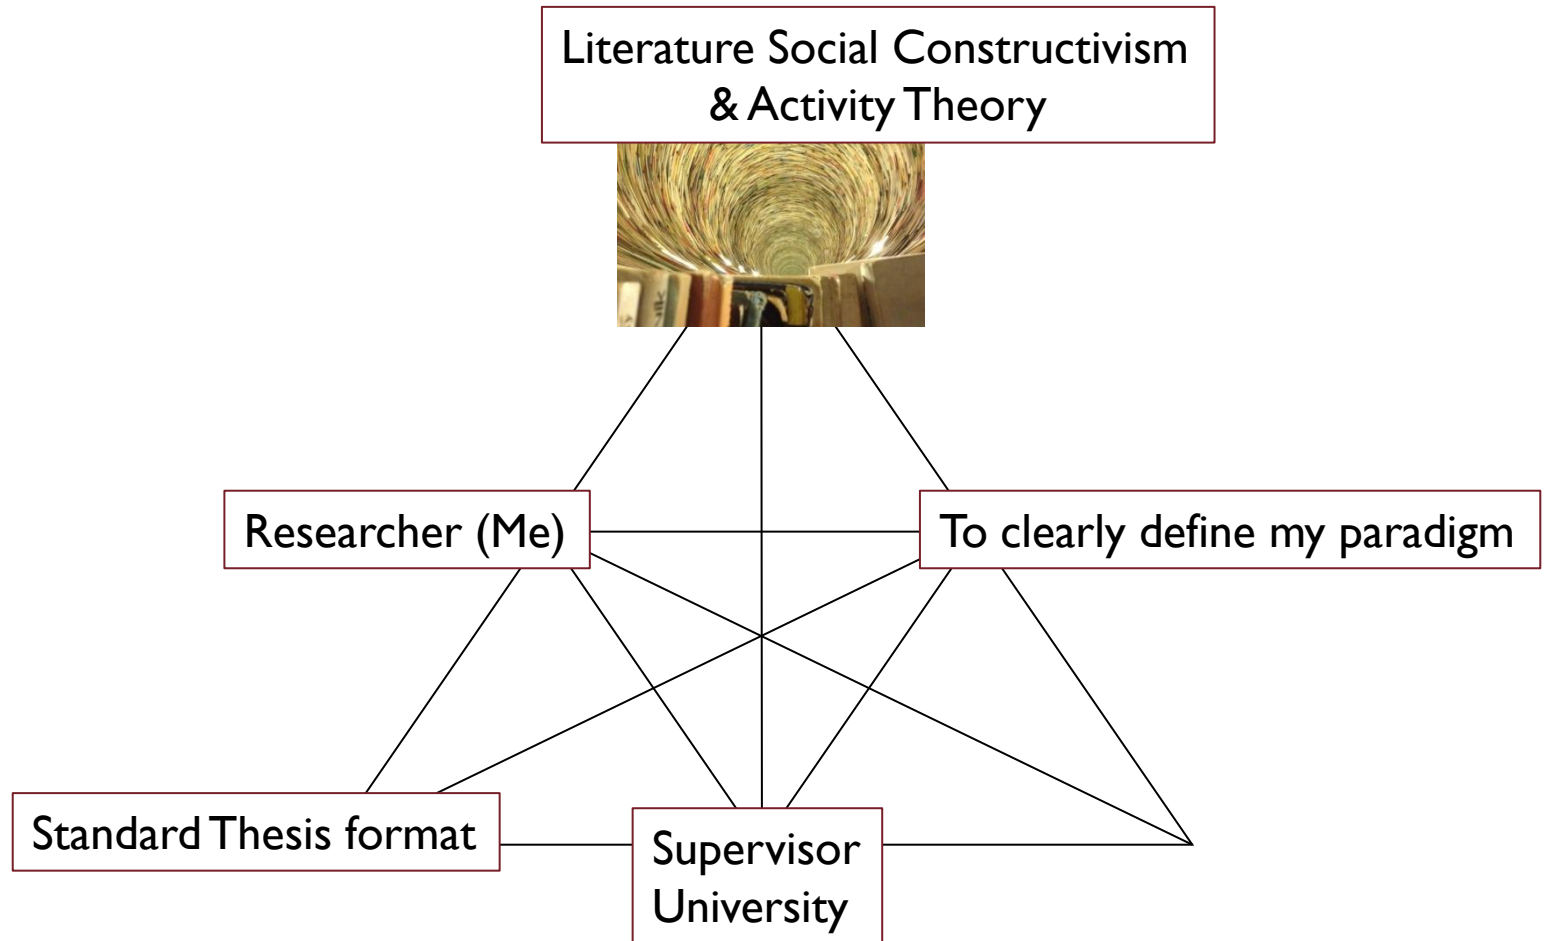 Literature Social Constructivism
& Activity Theory
Researcher (Me)
To clearly define my paradigm
Standard Thesis format
Supervisor
University